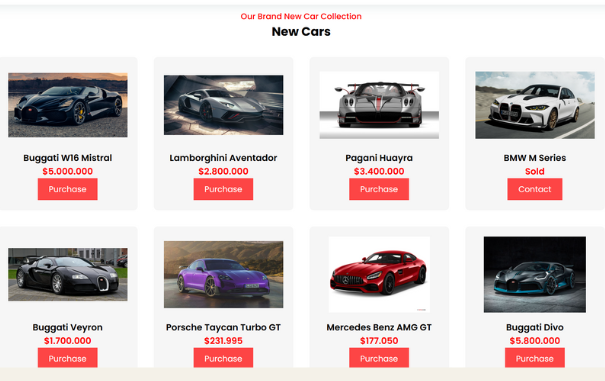 Our Brand New Car Collection
New Cars
Buggati W16 Mistral
$5.000.000
Purchase
Lamborghini Aventador
$2.800.000
Purchase
Pagani Huayra
$3.400.000
Purchase
BMW M Series
Sold
Contact
Buggati Veyron
$1.700.000
Purchase
Porsche Taycan Turbo GT
$231.995
Purchase
Mercedes Benz AMG GT
$177.050
Purchase
Buggati Divo
$5.800.000
Purchase